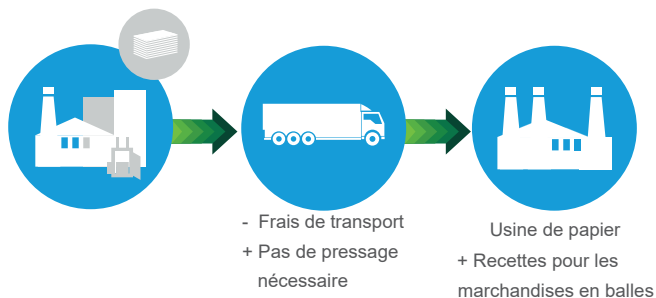 - Frais de transport
+ Pas de pressage
nécessaire
Usine de papier
+ Recettes pour les
marchandises en balles